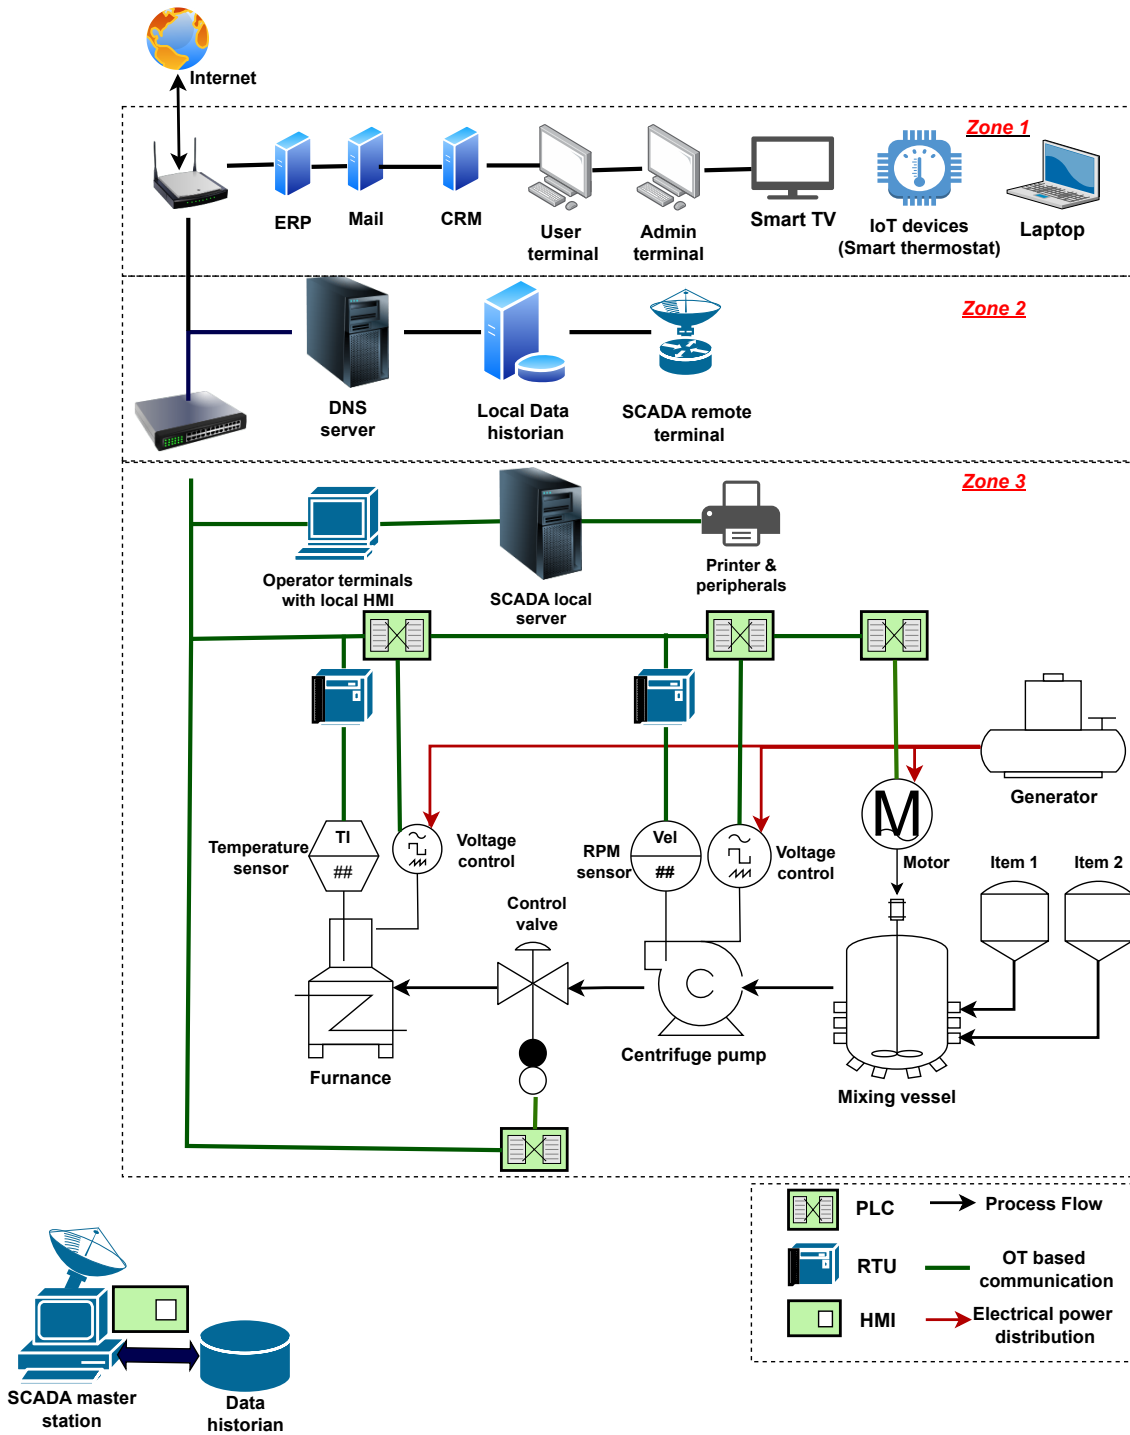 Internet
Zone 1
ERP
Mail
CRM
User
terminal
Admin
terminal
Smart TV
IoT devices
(Smart thermostat)
Laptop
Zone 2
DNS
server
Local Data
historian
SCADA remote
terminal
Zone 3
Operator terminals
with local HMI
SCADA local
server
Printer &
peripherals
Generator
Temperature
sensor
TI
##
Voltage
control
RPM
sensor
Vel
##
Voltage
control
M
Motor
Item 1
Item 2
Control
valve
C
Furnance
Centrifuge pump
Mixing vessel
PLC
Process Flow
RTU
OT based
communication
HMI
Electrical power
distribution
SCADA master
station
Data
historian